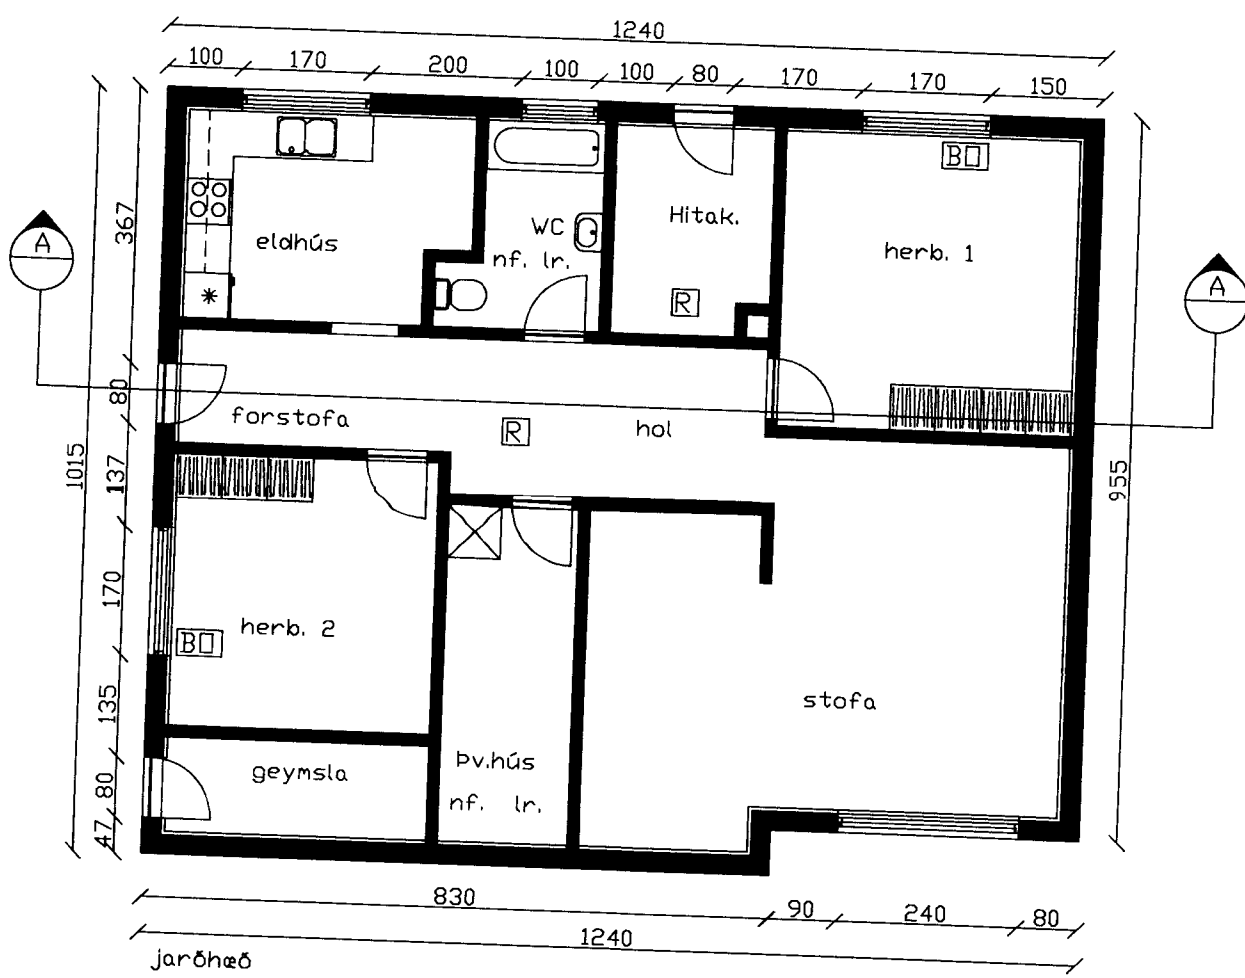 1240
100 170 200 100 100 80 170 170 150
B
WC
Hitak.
367
A
eldhús
nf. lr.
herb. 1
A
R
80
forstofa
R
hol
1015
137
955
170
herb. 2
B
135
stofa
Þv.hús
geymsla
80
nf. lr.
47
830
90 240 80
1240
jarðhæð